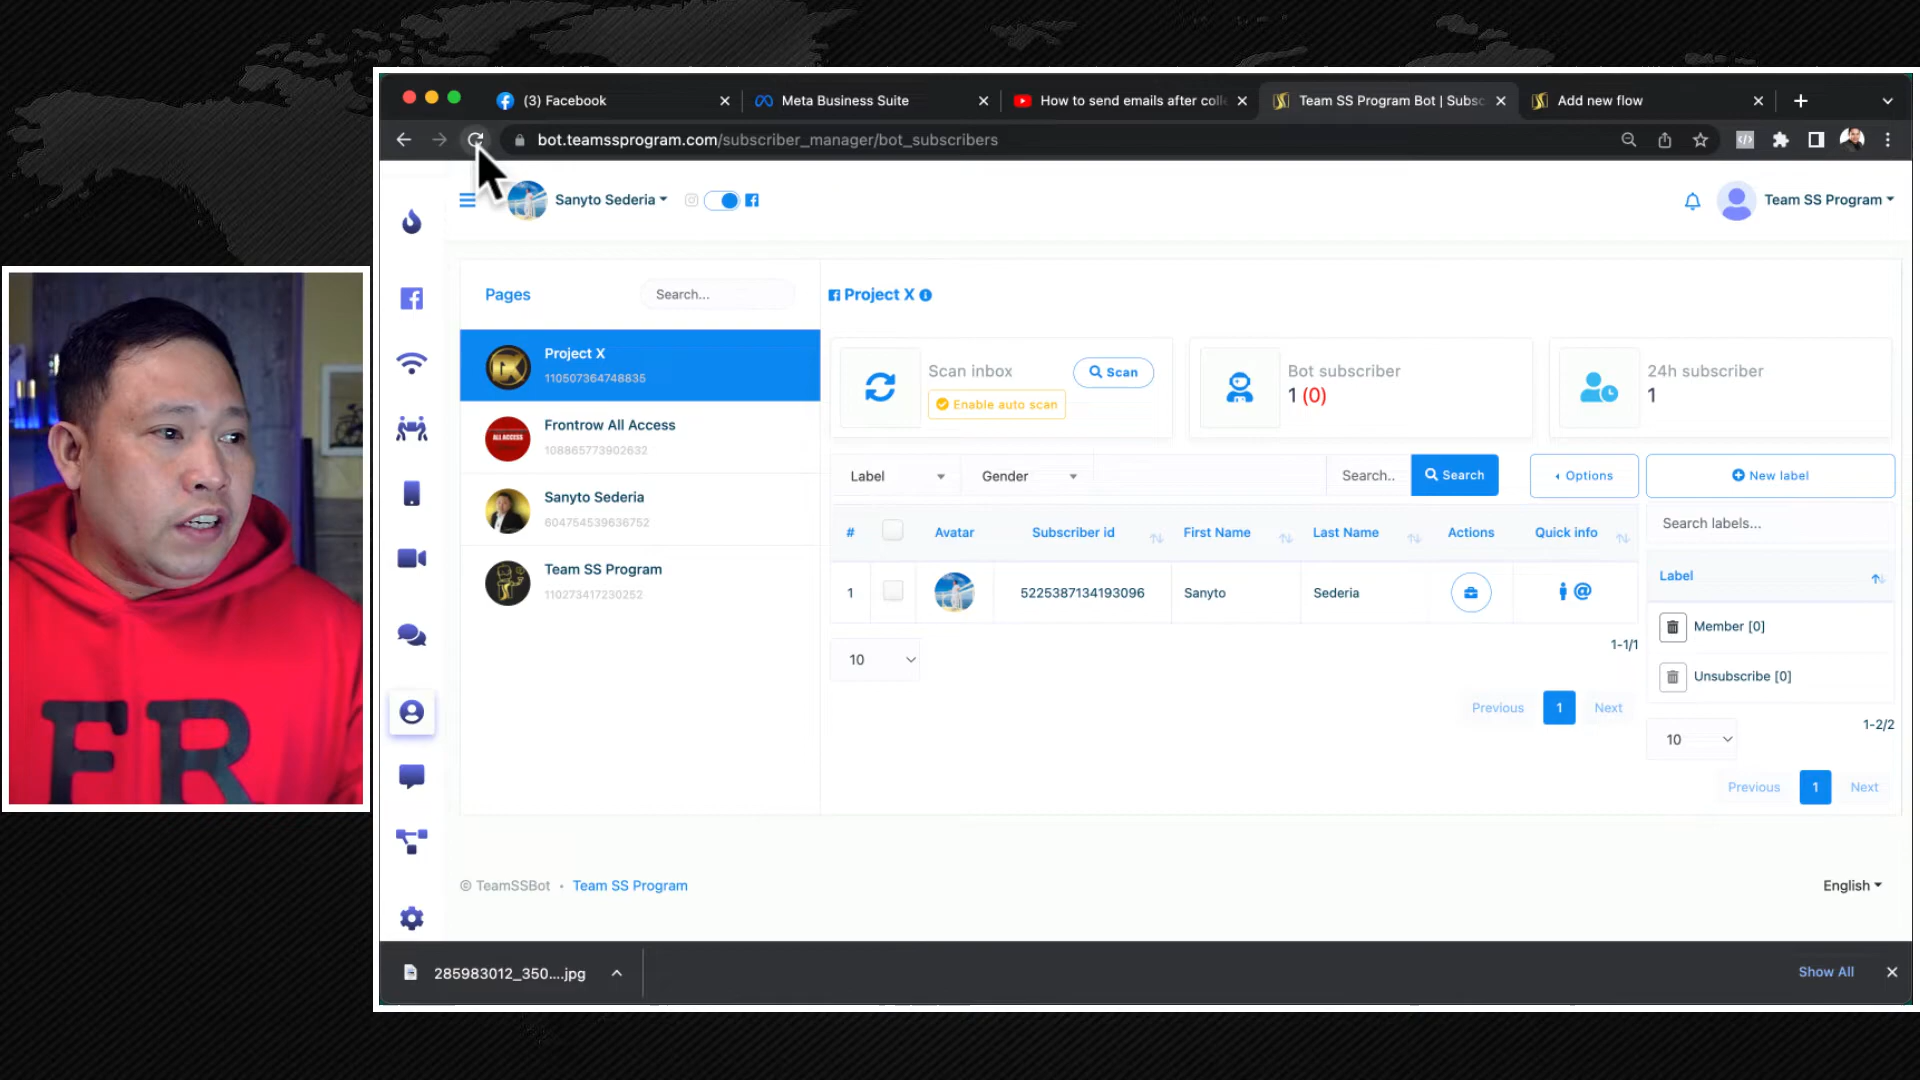 (3) Facebook
Meta Business Suite
How to send emails after colle
Team SS Program Bot | Subsc
Add new flow
bot.teamssprogram.com/subscriber_manager/bot_subscribers
Sanyto Sederia
Team SS Program
Pages
Search...
Project X
110507364748835
Frontrow All Access
108865773902632
Sanyto Sederia
604754539636752
Team SS Program
110273417230252
Project X
Scan inbox
Scan
Enable auto scan
Bot subscriber
1 (0)
24h subscriber
1
Label
Gender
Search..
Search
Options
New label
# Avatar Subscriber id First Name Last Name Actions Quick info
1 5225387134193096 Sanyto Sederia
1-1/1
10
Previous 1 Next
Search labels...
Label
Member [0]
Unsubscribe [0]
1-2/2
10
Previous 1 Next
© TeamSSBot • Team SS Program
English
285983012_350....jpg
Show All
ALL ACCESS
FR